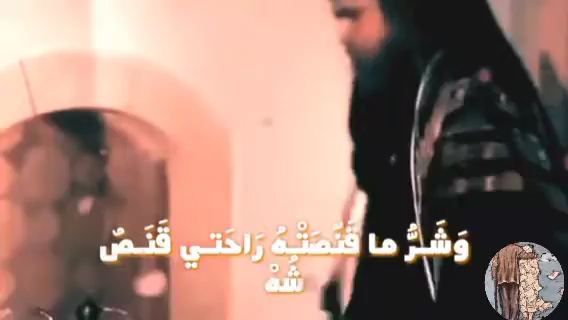 وَشَرُّ ما قَنَّصَتْهُ رَاحَتي قَنَصٌ
شُهْ